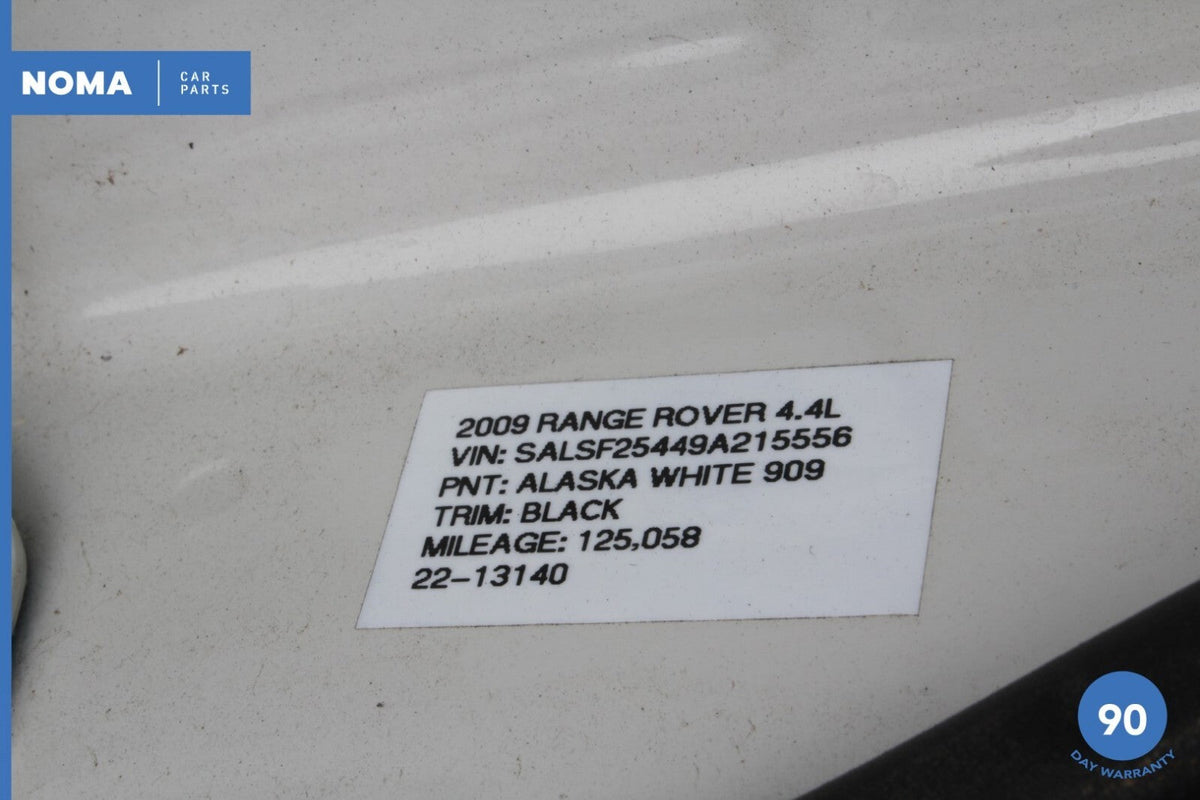 NOMA
CAR
PARTS
2009 RANGE ROVER 4.4L
VIN: SALSF25449A215556
PNT: ALASKA WHITE 909
TRIM: BLACK
MILEAGE: 125,058
22-13140
90
DAY WARRANTY